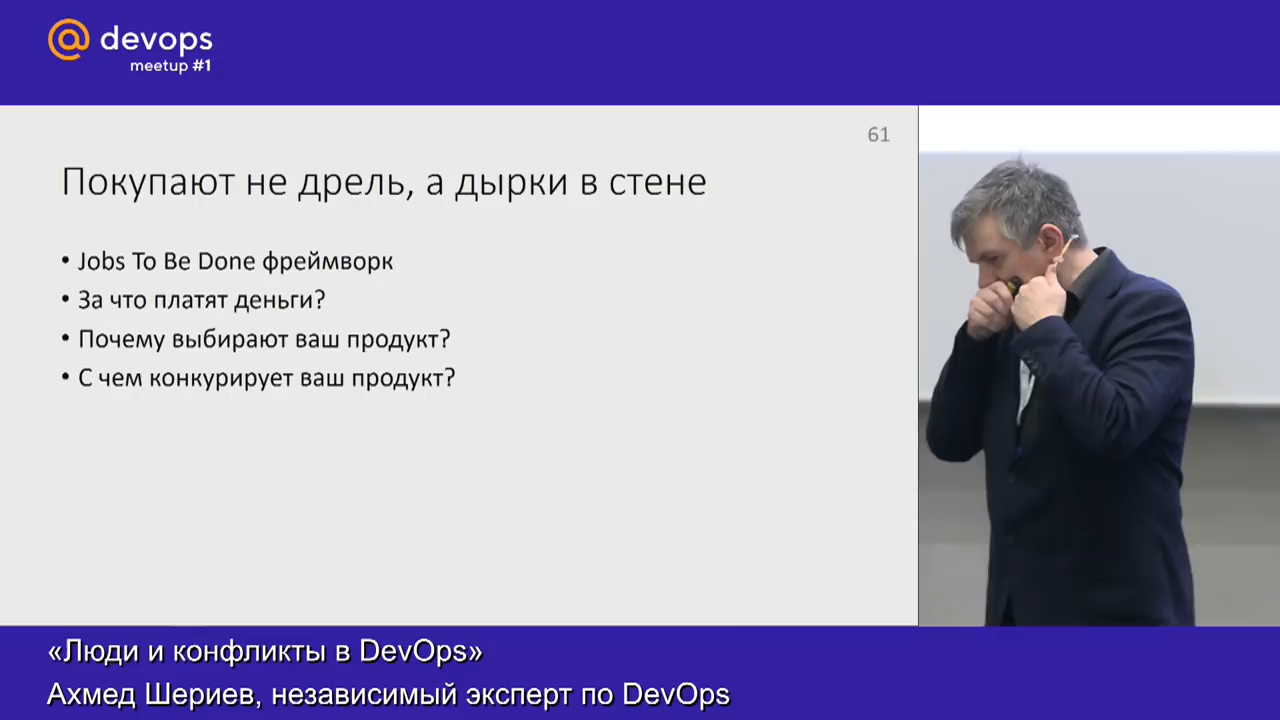 @ devops
meetup #1
61
Покупают не дрель, а дырки в стене
• Jobs To Be Done фреймворк
• За что платят деньги?
• Почему выбирают ваш продукт?
• С чем конкурирует ваш продукт?
«Люди и конфликты в DevOps»
Ахмед Шериев, независимый эксперт по DevOps